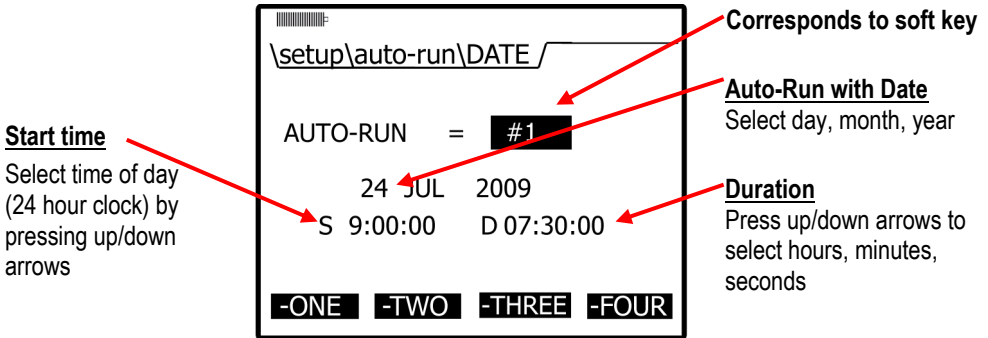 \setup\auto-run\DATE /
AUTO-RUN = #1
24 JUL 2009
S 9:00:00 D 07:30:00
-ONE -TWO -THREE -FOUR
Start time
Select time of day
(24 hour clock) by
pressing up/down
arrows
Corresponds to soft key
Auto-Run with Date
Select day, month, year
Duration
Press up/down arrows to
select hours, minutes,
seconds